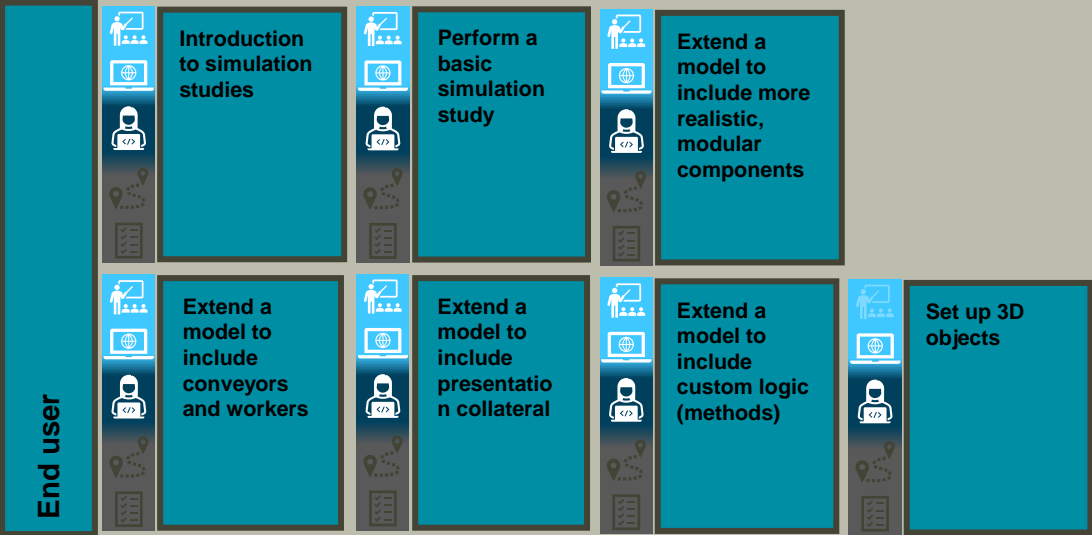 End user
Introduction
to simulation
studies
Perform a
basic
simulation
study
Extend a
model to
include more
realistic,
modular
components
Extend a
model to
include
conveyors
and workers
Extend a
model to
include
presentatio
n collateral
Extend a
model to
include
custom logic
(methods)
Set up 3D
objects